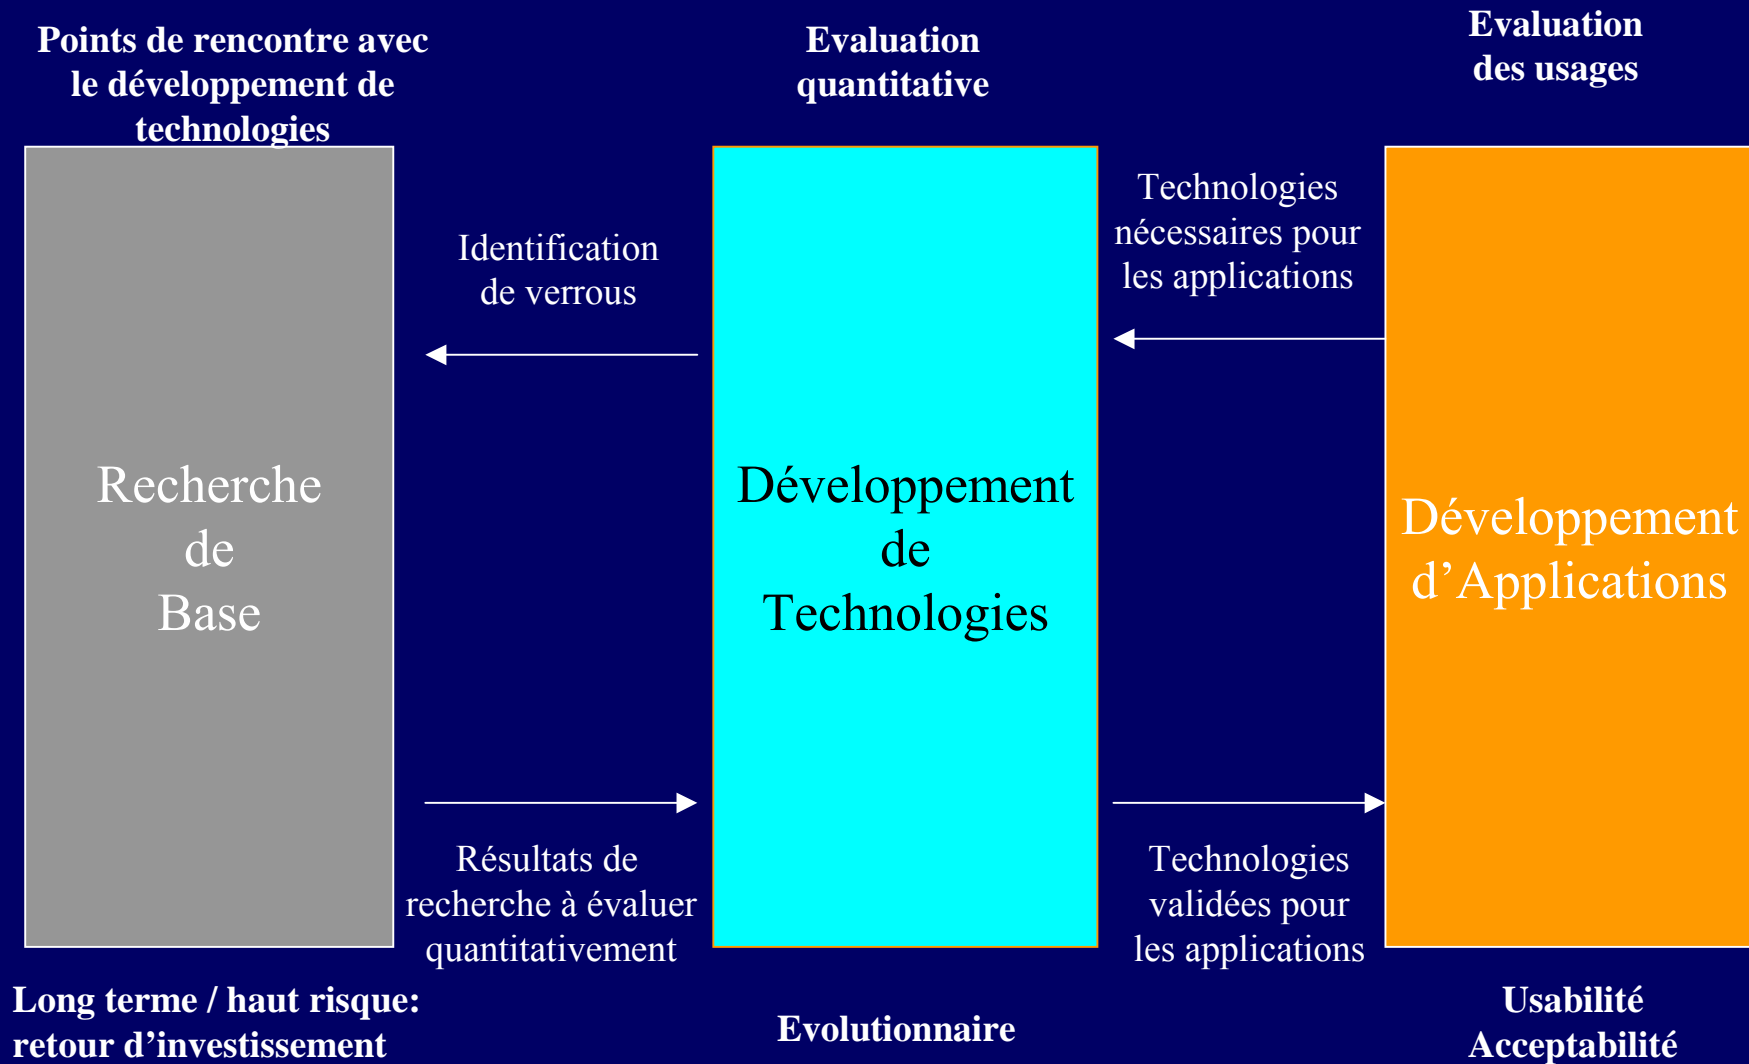 Points de rencontre avec
le développement de
technologies
Evaluation
quantitative
Evaluation
des usages
Identification
de verrous
Technologies
nécessaires pour
les applications
Recherche
de
Base
Développement
de
Technologies
Développement
d’Applications
Résultats de
recherche à évaluer
quantitativement
Technologies
validées pour
les applications
Long terme / haut risque:
retour d’investissement
Evolutionnaire
Usabilité
Acceptabilité